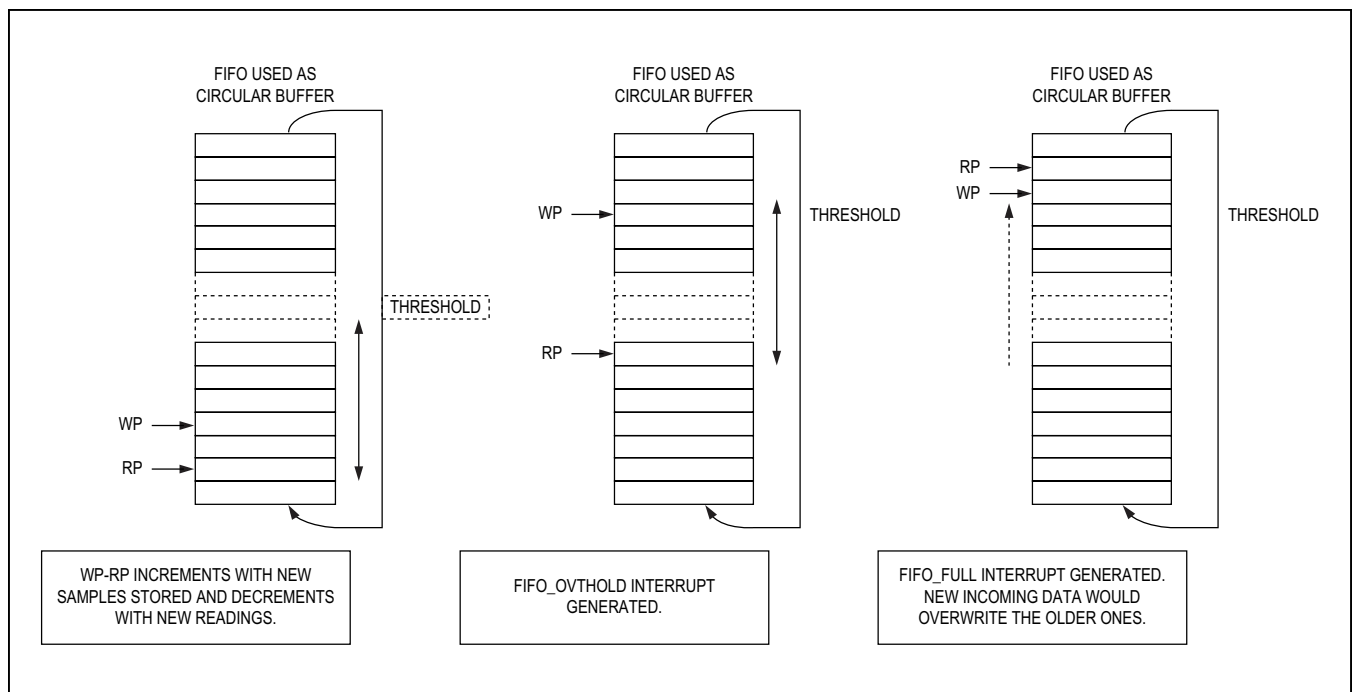 FIFO USED AS
CIRCULAR BUFFER
THRESHOLD
WP
RP
WP-RP INCREMENTS WITH NEW
SAMPLES STORED AND DECREMENTS
WITH NEW READINGS.
FIFO USED AS
CIRCULAR BUFFER
WP
THRESHOLD
RP
FIFO_OVTHOLD INTERRUPT
GENERATED.
FIFO USED AS
CIRCULAR BUFFER
RP
WP
THRESHOLD
FIFO_FULL INTERRUPT GENERATED.
NEW INCOMING DATA WOULD
OVERWRITE THE OLDER ONES.